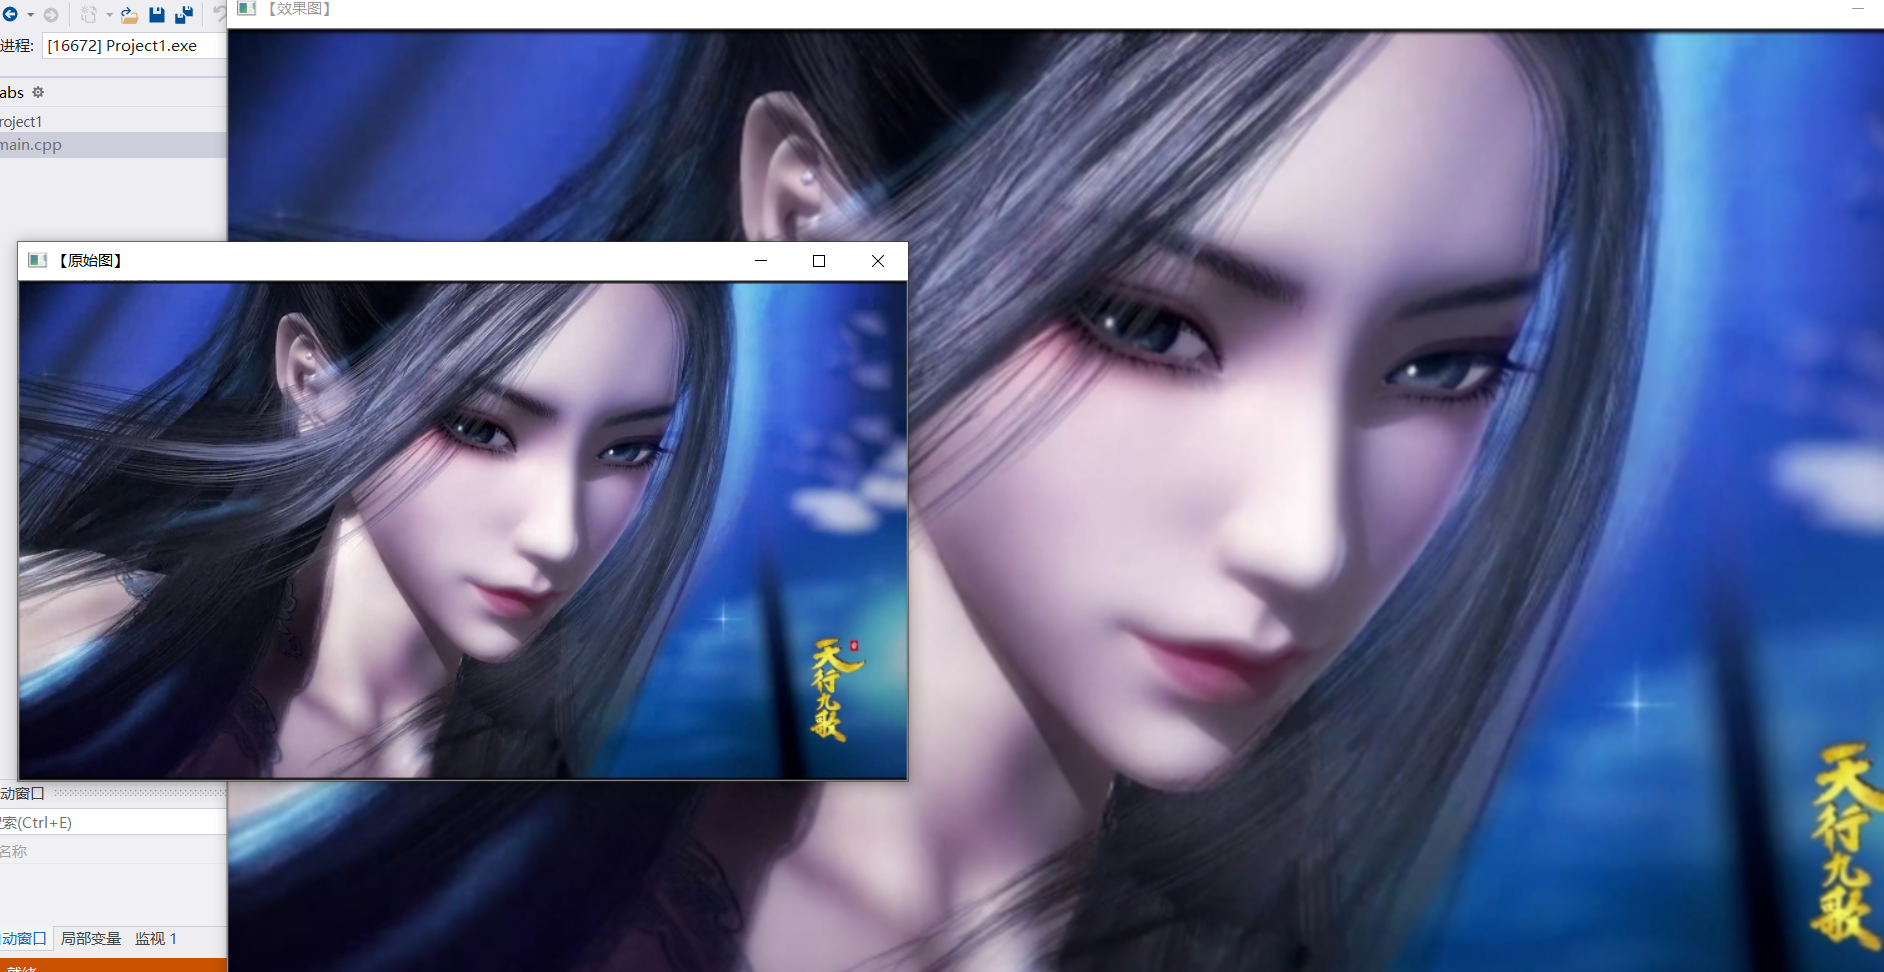 【效果图】
进程: [16672] Project1.exe
abs
roject1
main.cpp
【原始图】
天
行
九
歌
天
行
九
歌
动窗口
索(Ctrl+E)
名称
动窗口 局部变量 监视 1
就绪